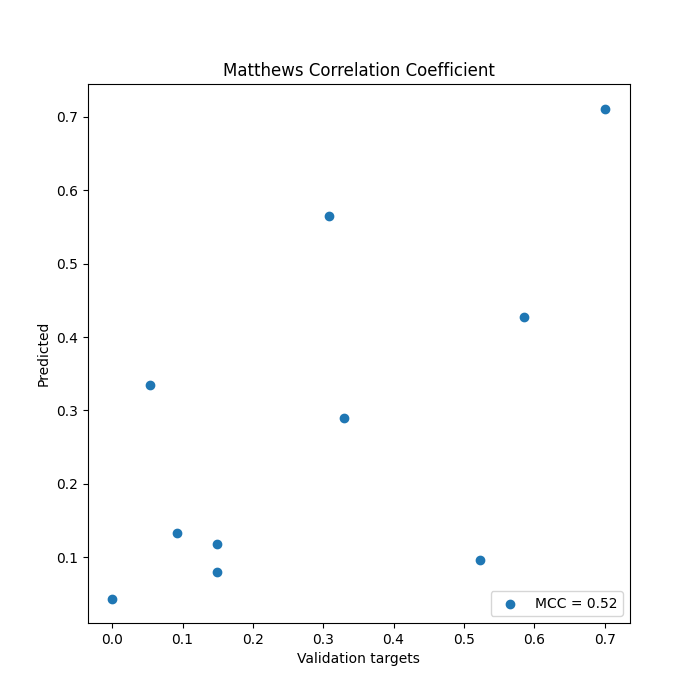 Matthews Correlation Coefficient
0.7
0.6
0.5
0.4
0.3
0.2
0.1
Predicted
MCC = 0.52
0.0 0.1 0.2 0.3 0.4 0.5 0.6 0.7
Validation targets